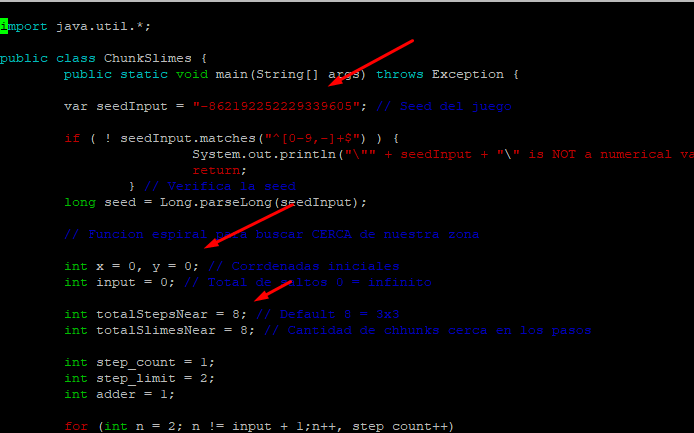 import java.util.*;
public class ChunkSlimes {
public static void main(String[] args) throws Exception {
var seedInput = "-862192252229339605"; // Seed del juego
if ( ! seedInput.matches("^[0-9,-]+$") ) {
System.out.println("\"" + seedInput + "\" is NOT a numerical va
return;
} // Verifica la seed
long seed = Long.parseLong(seedInput);
// Funcion espiral para buscar CERCA de nuestra zona
int x = 0, y = 0; // Corrdenadas iniciales
int input = 0; // Total de saltos 0 = infinito
int totalStepsNear = 8; // Default 8 = 3x3
int totalSlimesNear = 8; // Cantidad de chhunks cerca en los pasos
int step_count = 1;
int step_limit = 2;
int adder = 1;
for (int n = 2; n != input + 1;n++, step_count++)